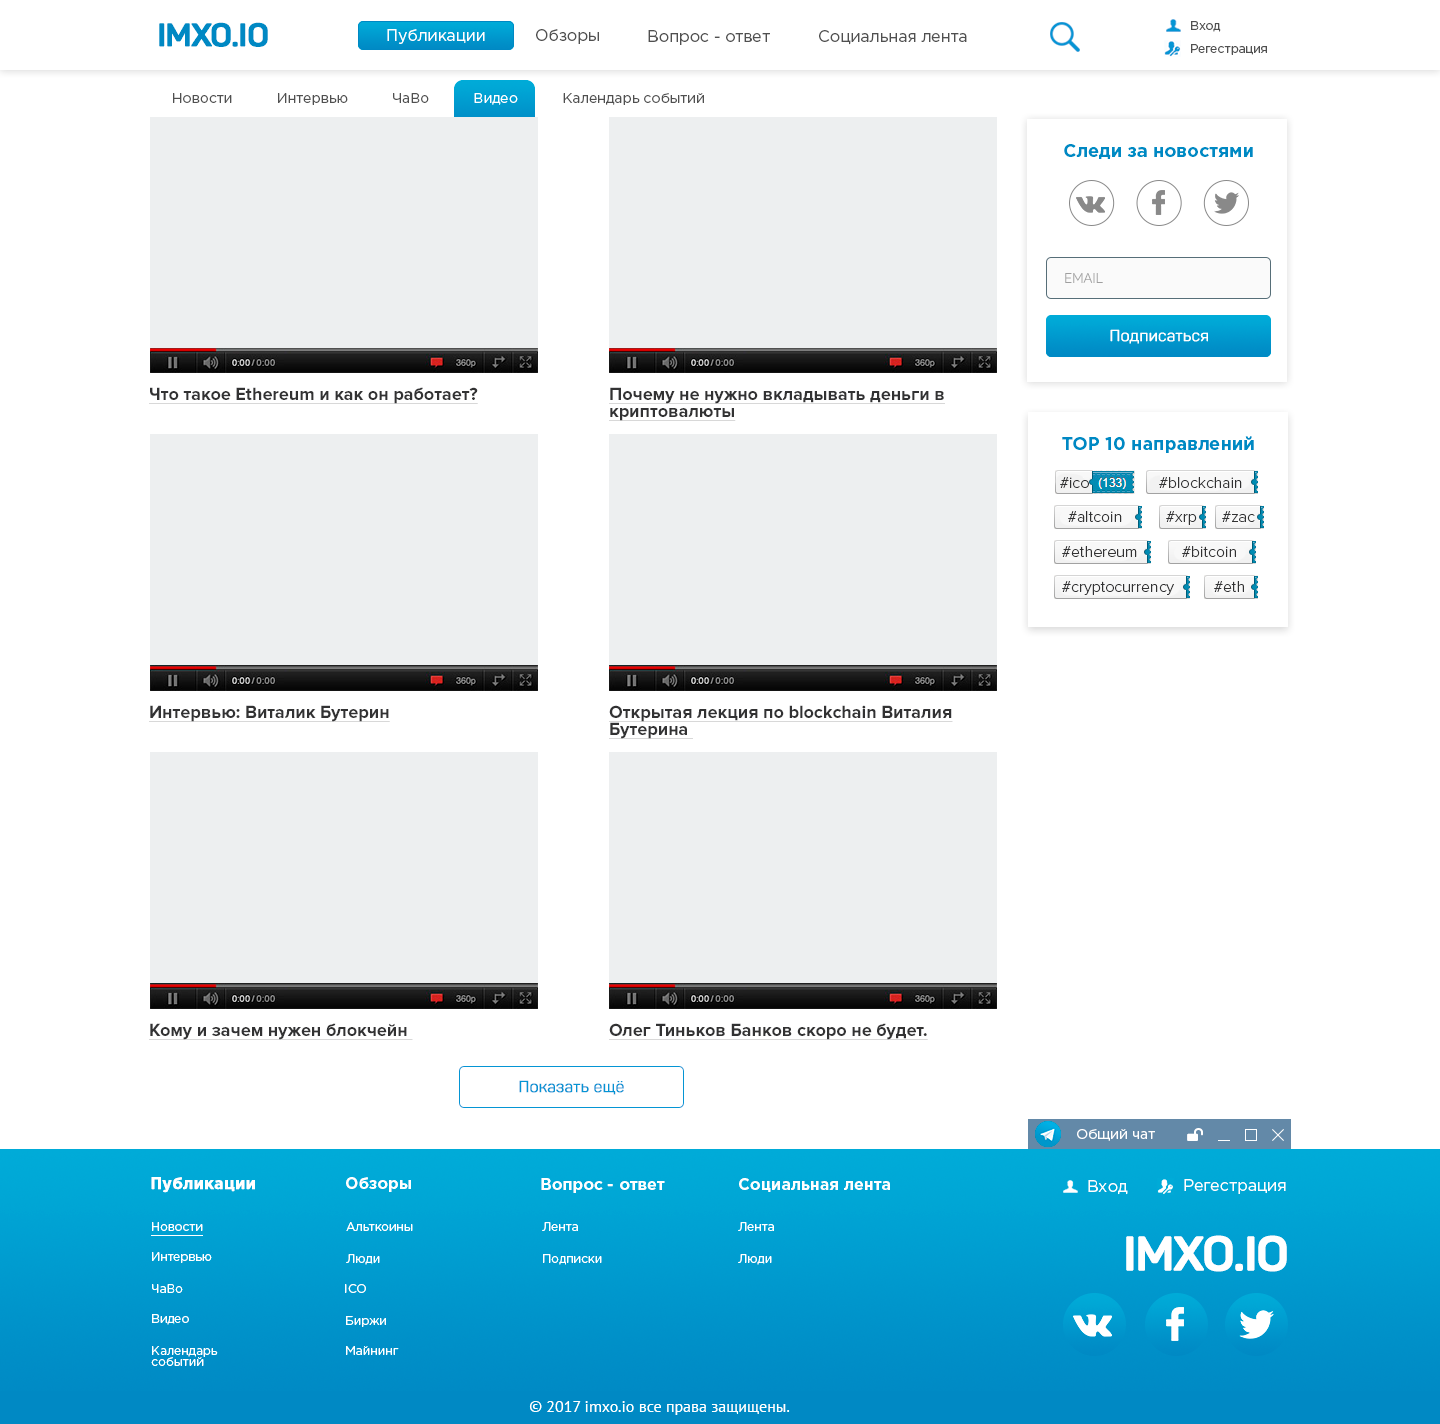 IMXO.IO
Публикации
Обзоры
Вопрос - ответ
Социальная лента
Вход
Регестрация
Новости
Интервью
ЧаВо
Видео
Календарь событий
0:00 / 0:00
360p
0:00 / 0:00
360p
Что такое Ethereum и как он работает?
Почему не нужно вкладывать деньги в
криптовалюты
0:00 / 0:00
360p
0:00 / 0:00
360p
Интервью: Виталик Бутерин
Открытая лекция по blockchain Виталия
Бутерина
0:00 / 0:00
360p
0:00 / 0:00
360p
Кому и зачем нужен блокчейн
Олег Тиньков Банков скоро не будет.
Показать ещё
Следи за новостями
EMAIL
Подписаться
TOP 10 направлений
#ico (133)
#blockchain
#altcoin
#xrp
#zac
#ethereum
#bitcoin
#cryptocurrency
#eth
Общий чат
Публикации
Новости
Интервью
ЧаВо
Видео
Календарь
событий
Обзоры
Альткоины
Люди
ICO
Биржи
Майнинг
Вопрос - ответ
Лента
Подписки
Социальная лента
Лента
Люди
Вход
Регестрация
IMXO.IO
© 2017 imxo.io все права защищены.